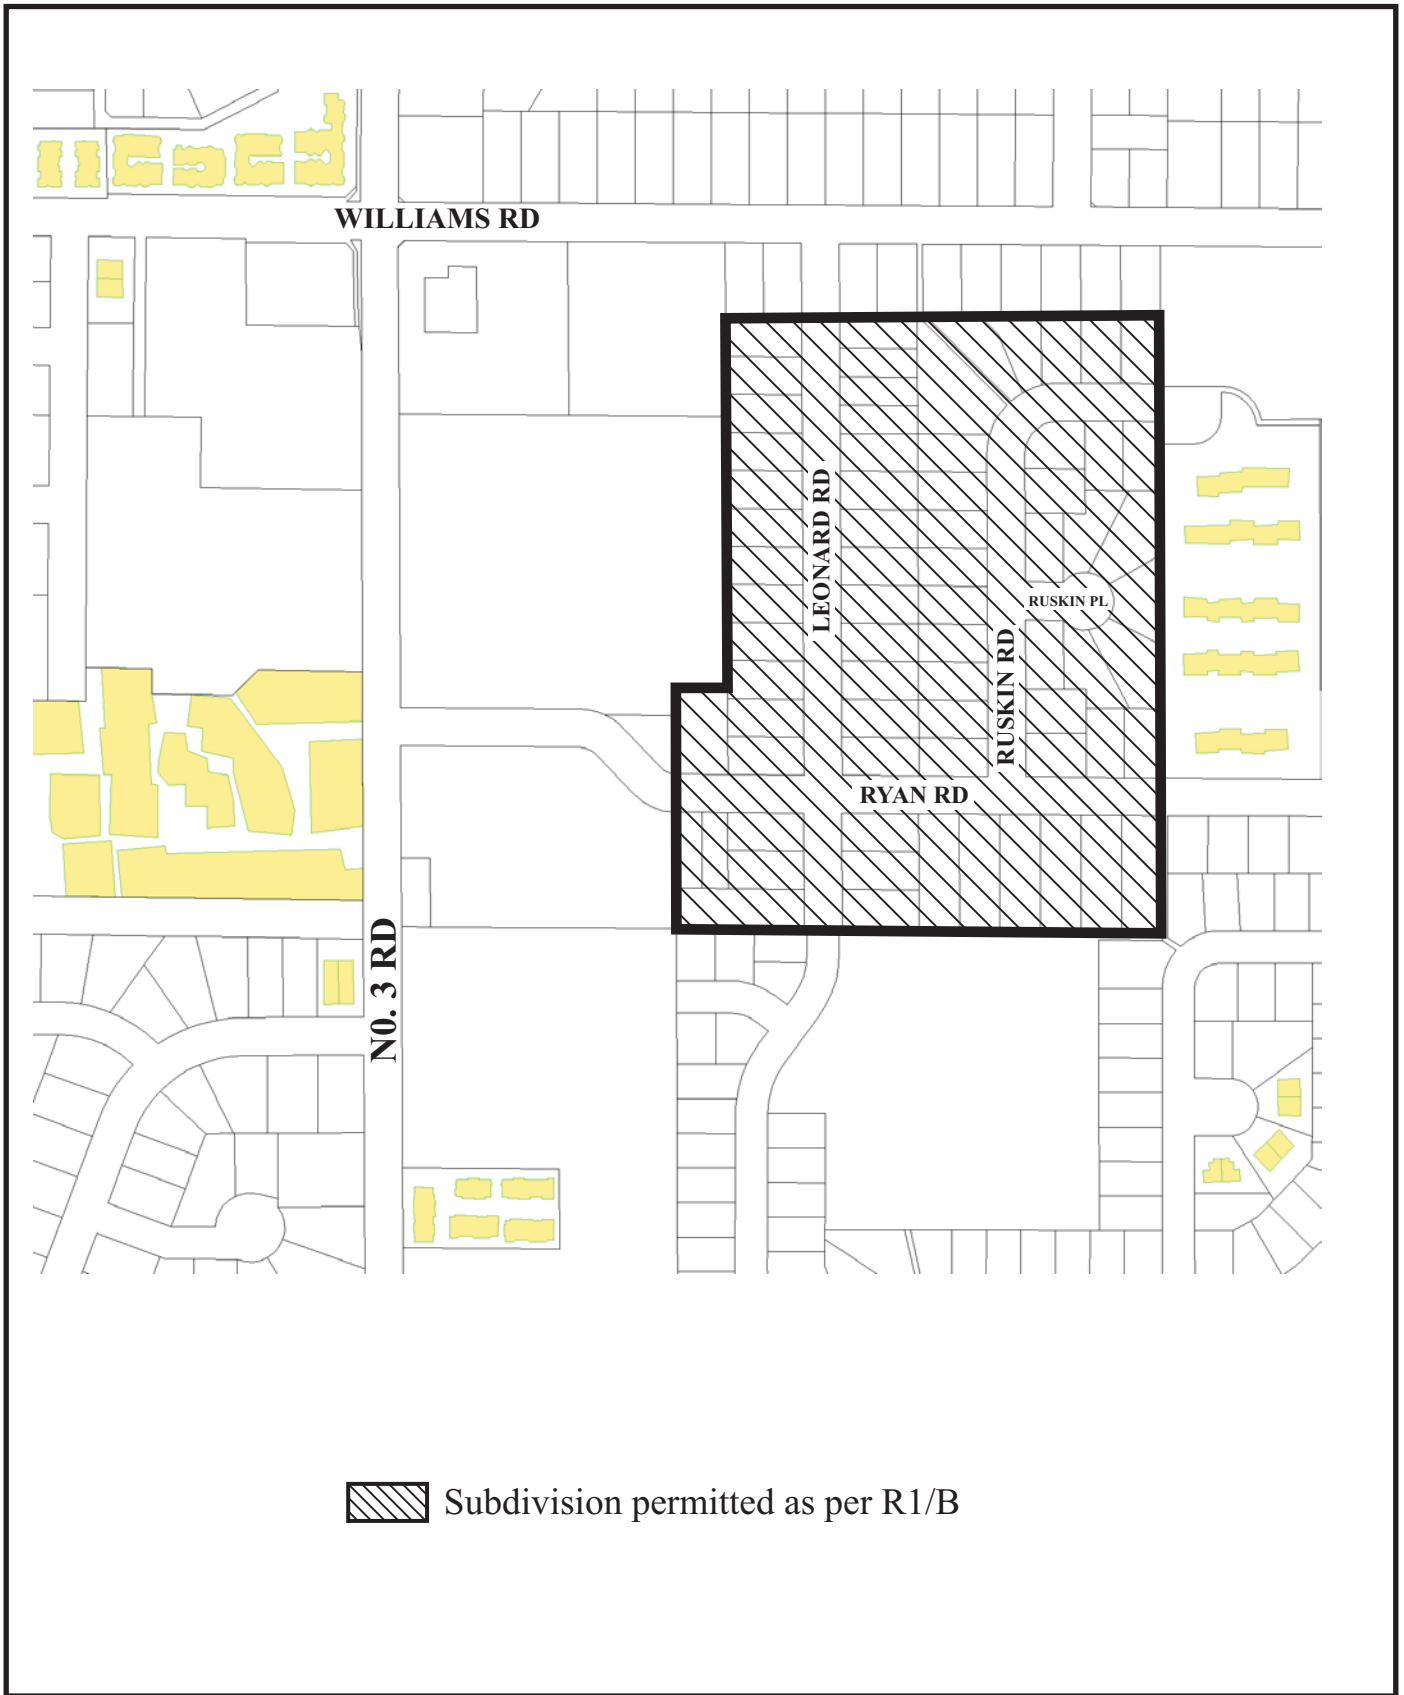 WILLIAMS RD
LEONARD RD
RUSKIN PL
RUSKIN RD
RYAN RD
N0. 3 RD
Subdivision permitted as per R1/B